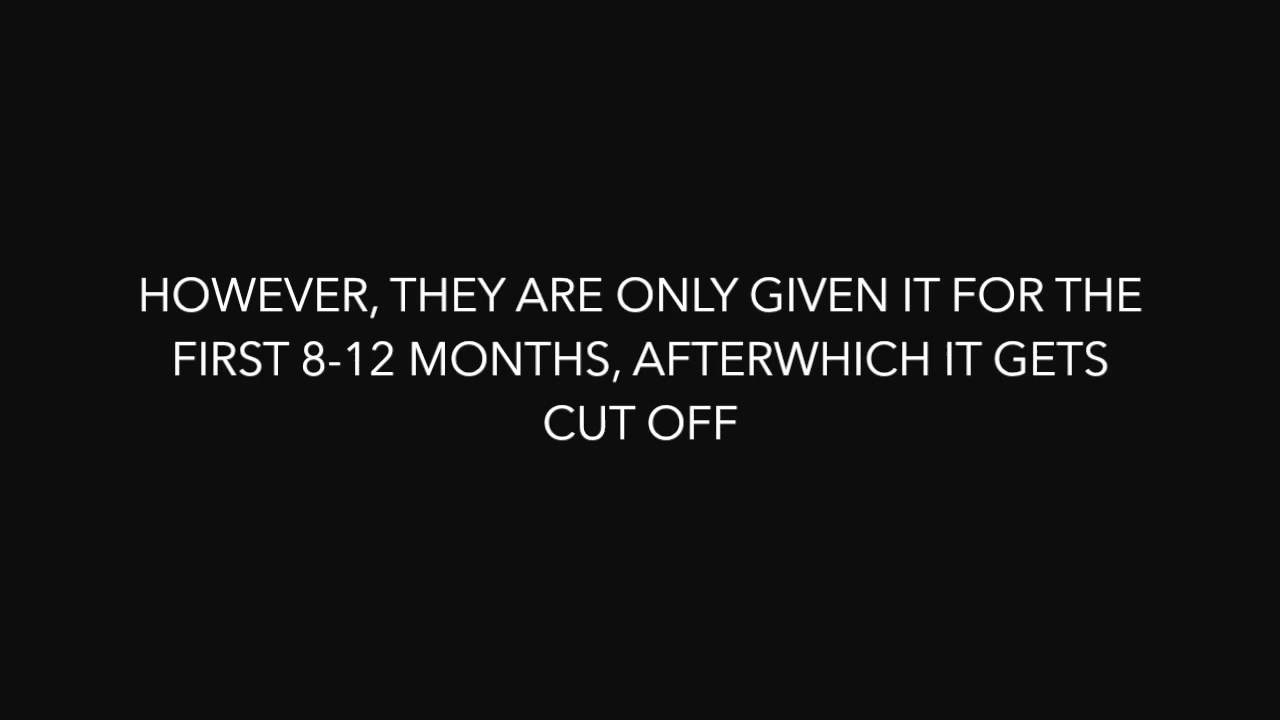 HOWEVER, THEY ARE ONLY GIVEN IT FOR THE
FIRST 8-12 MONTHS, AFTERWHICH IT GETS
CUT OFF